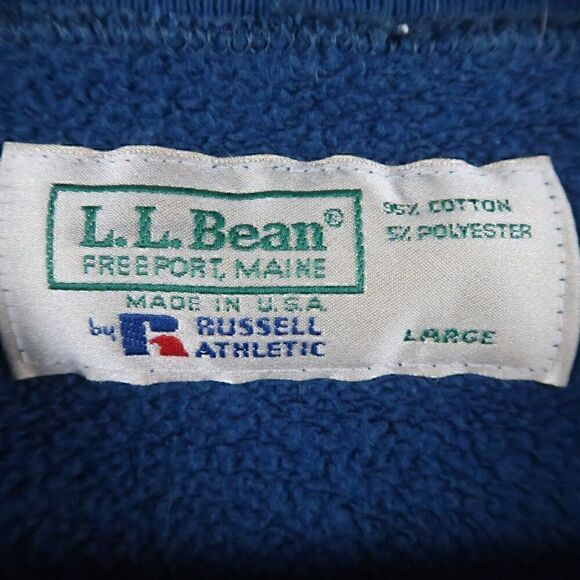 L.L.Bean®
FREEPORT, MAINE
MADE IN U.S.A
by R RUSSELL
ATHLETIC
95% COTTON
5% POLYESTER
LARGE